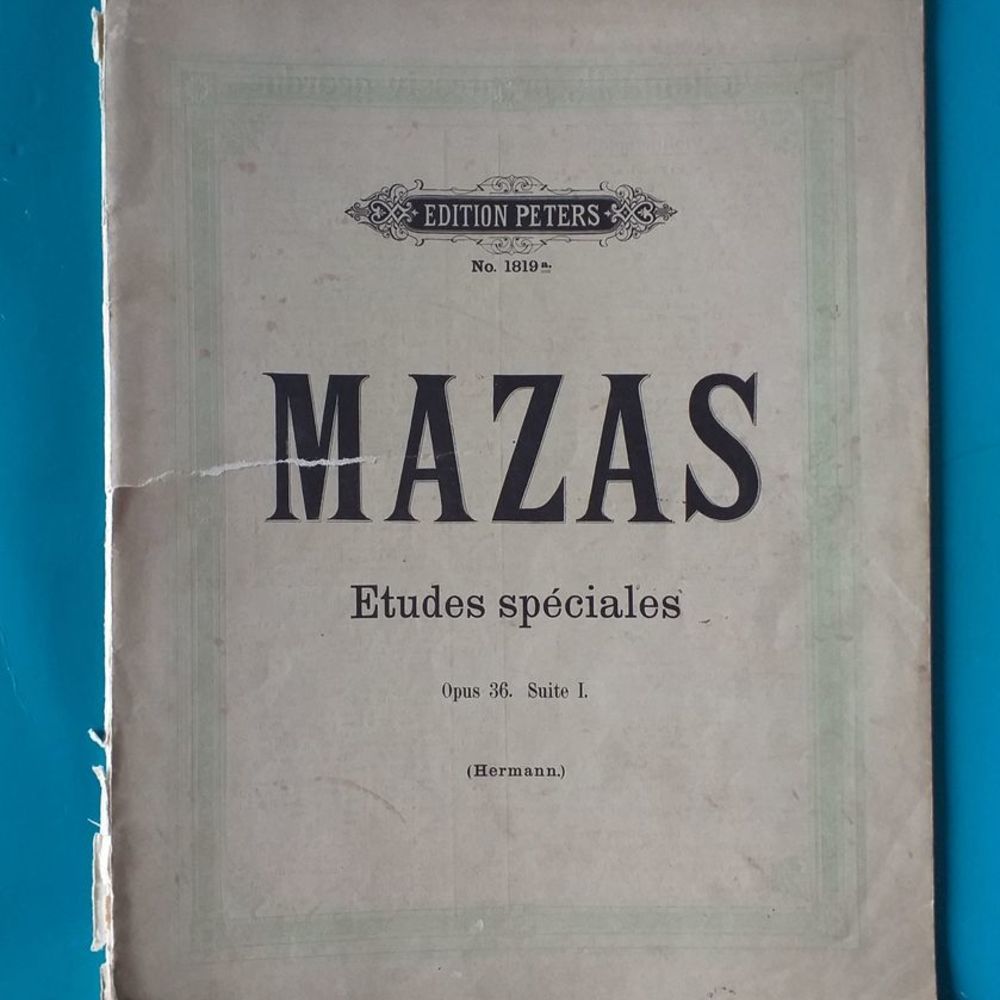 EDITION PETERS
No. 1819a.
MAZAS
Etudes spéciales
Opus 36. Suite I.
(Hermann.)